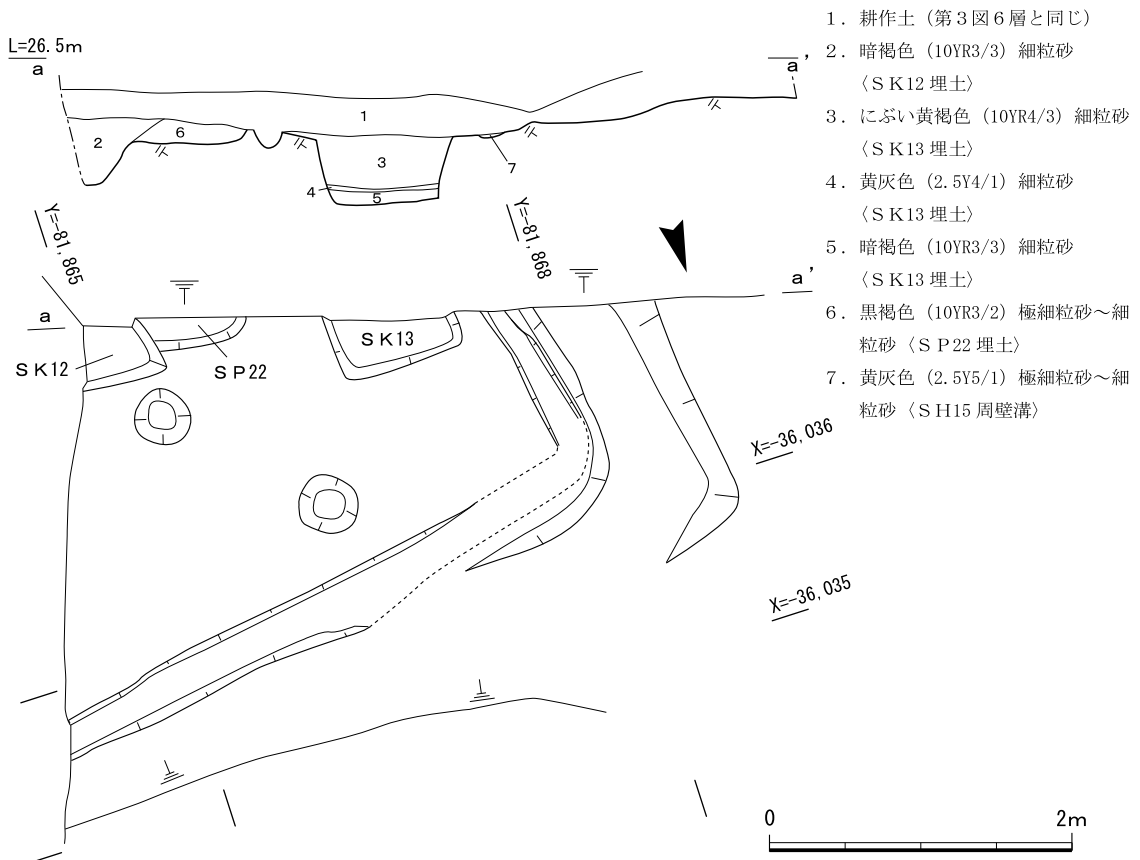 L=26.5m
a
a’
1
2
6
3
4
5
7
Y=-81,865
Y=-81,868
a
a’
SK12
SP22
SK13
X=-36,036
X=-36,035
0
2m
1．耕作土（第３図６層と同じ）
2．暗褐色（10YR3/3）細粒砂
〈ＳＫ12 埋土〉
3．にぶい黄褐色（10YR4/3）細粒砂
〈ＳＫ13 埋土〉
4．黄灰色（2.5Y4/1）細粒砂
〈ＳＫ13 埋土〉
5．暗褐色（10YR3/3）細粒砂
〈ＳＫ13 埋土〉
6．黒褐色（10YR3/2）極細粒砂～細
粒砂〈ＳＰ22 埋土〉
7．黄灰色（2.5Y5/1）極細粒砂～細
粒砂〈ＳＨ15 周壁溝〉